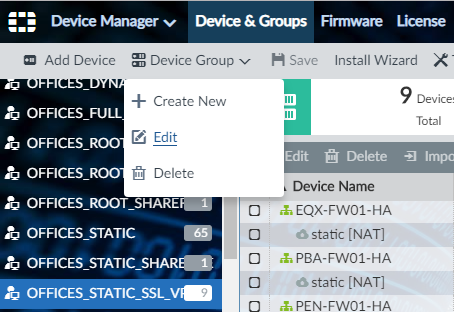 Device Manager Device & Groups Firmware License
Add Device Device Group Save Install Wizard
OFFICES_DYNA
Create New
9 Devices
Total
OFFICES_FULL_
Edit
OFFICES_ROOT
Edit Delete Impo
OFFICES_ROOT
Delete
Device Name
OFFICES_ROOT_SHARED 1
EQX-FW01-HA
OFFICES_STATIC 65
static [NAT]
OFFICES_STATIC_SHARE 1
PBA-FW01-HA
static [NAT]
OFFICES_STATIC_SSL_VP 9
PEN-FW01-HA